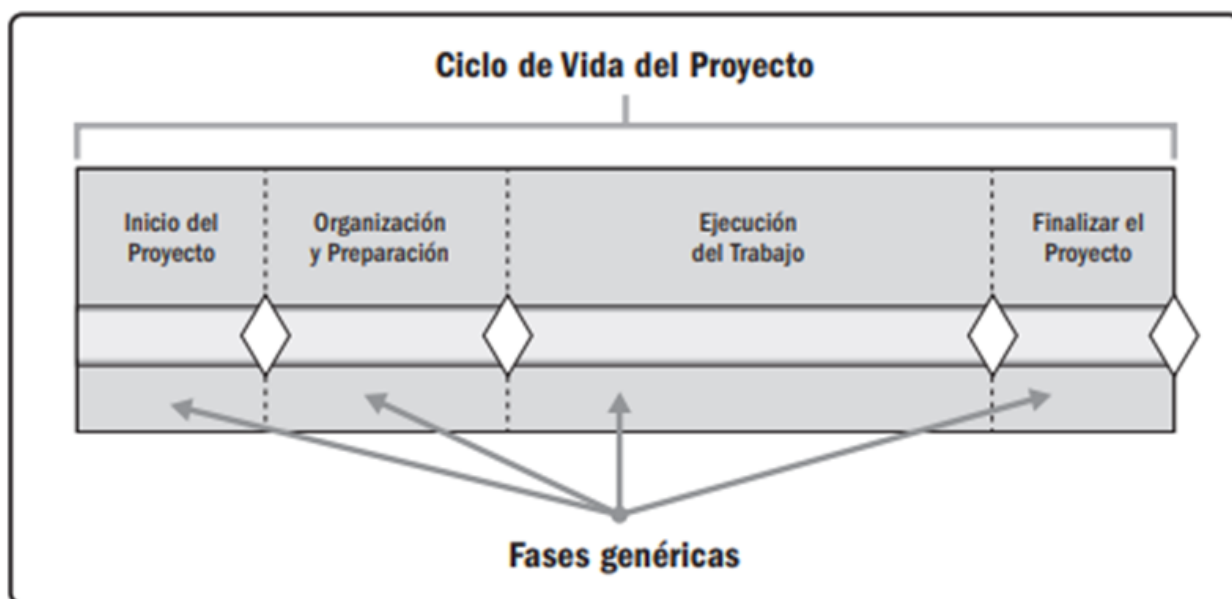 Ciclo de Vida del Proyecto
Inicio del
Proyecto
Organización
y Preparación
Ejecución
del Trabajo
Finalizar el
Proyecto
Fases genéricas